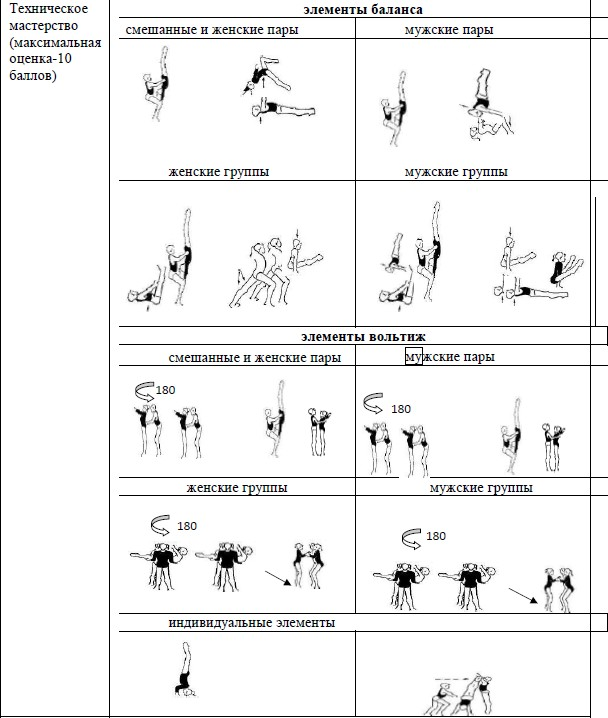 Техническое
мастерство
(максимальная
оценка-10
баллов)
элементы баланса
смешанные и женские пары
мужские пары
женские группы
мужские группы
элементы вольтиж
смешанные и женские пары
мужские пары
180
180
женские группы
мужские группы
180
180
индивидуальные элементы